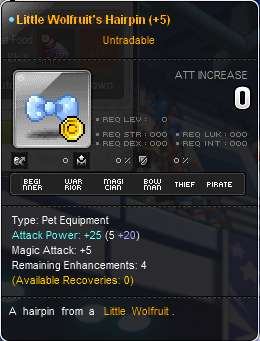 Little Wolfruit's Hairpin (+5)
Untradable
ATT INCREASE
0
REQ LEV : 0
REQ STR : 000 REQ LUK : 000
REQ DEX : 000 REQ INT : 000
0 0% 0%
BEGINNER WARRIOR MAGICIAN BOWMAN THIEF PIRATE
Type: Pet Equipment
Attack Power: +25 (5 +20)
Magic Attack: +5
Remaining Enhancements: 4
(Available Recoveries: 0)
A hairpin from a Little Wolfruit.